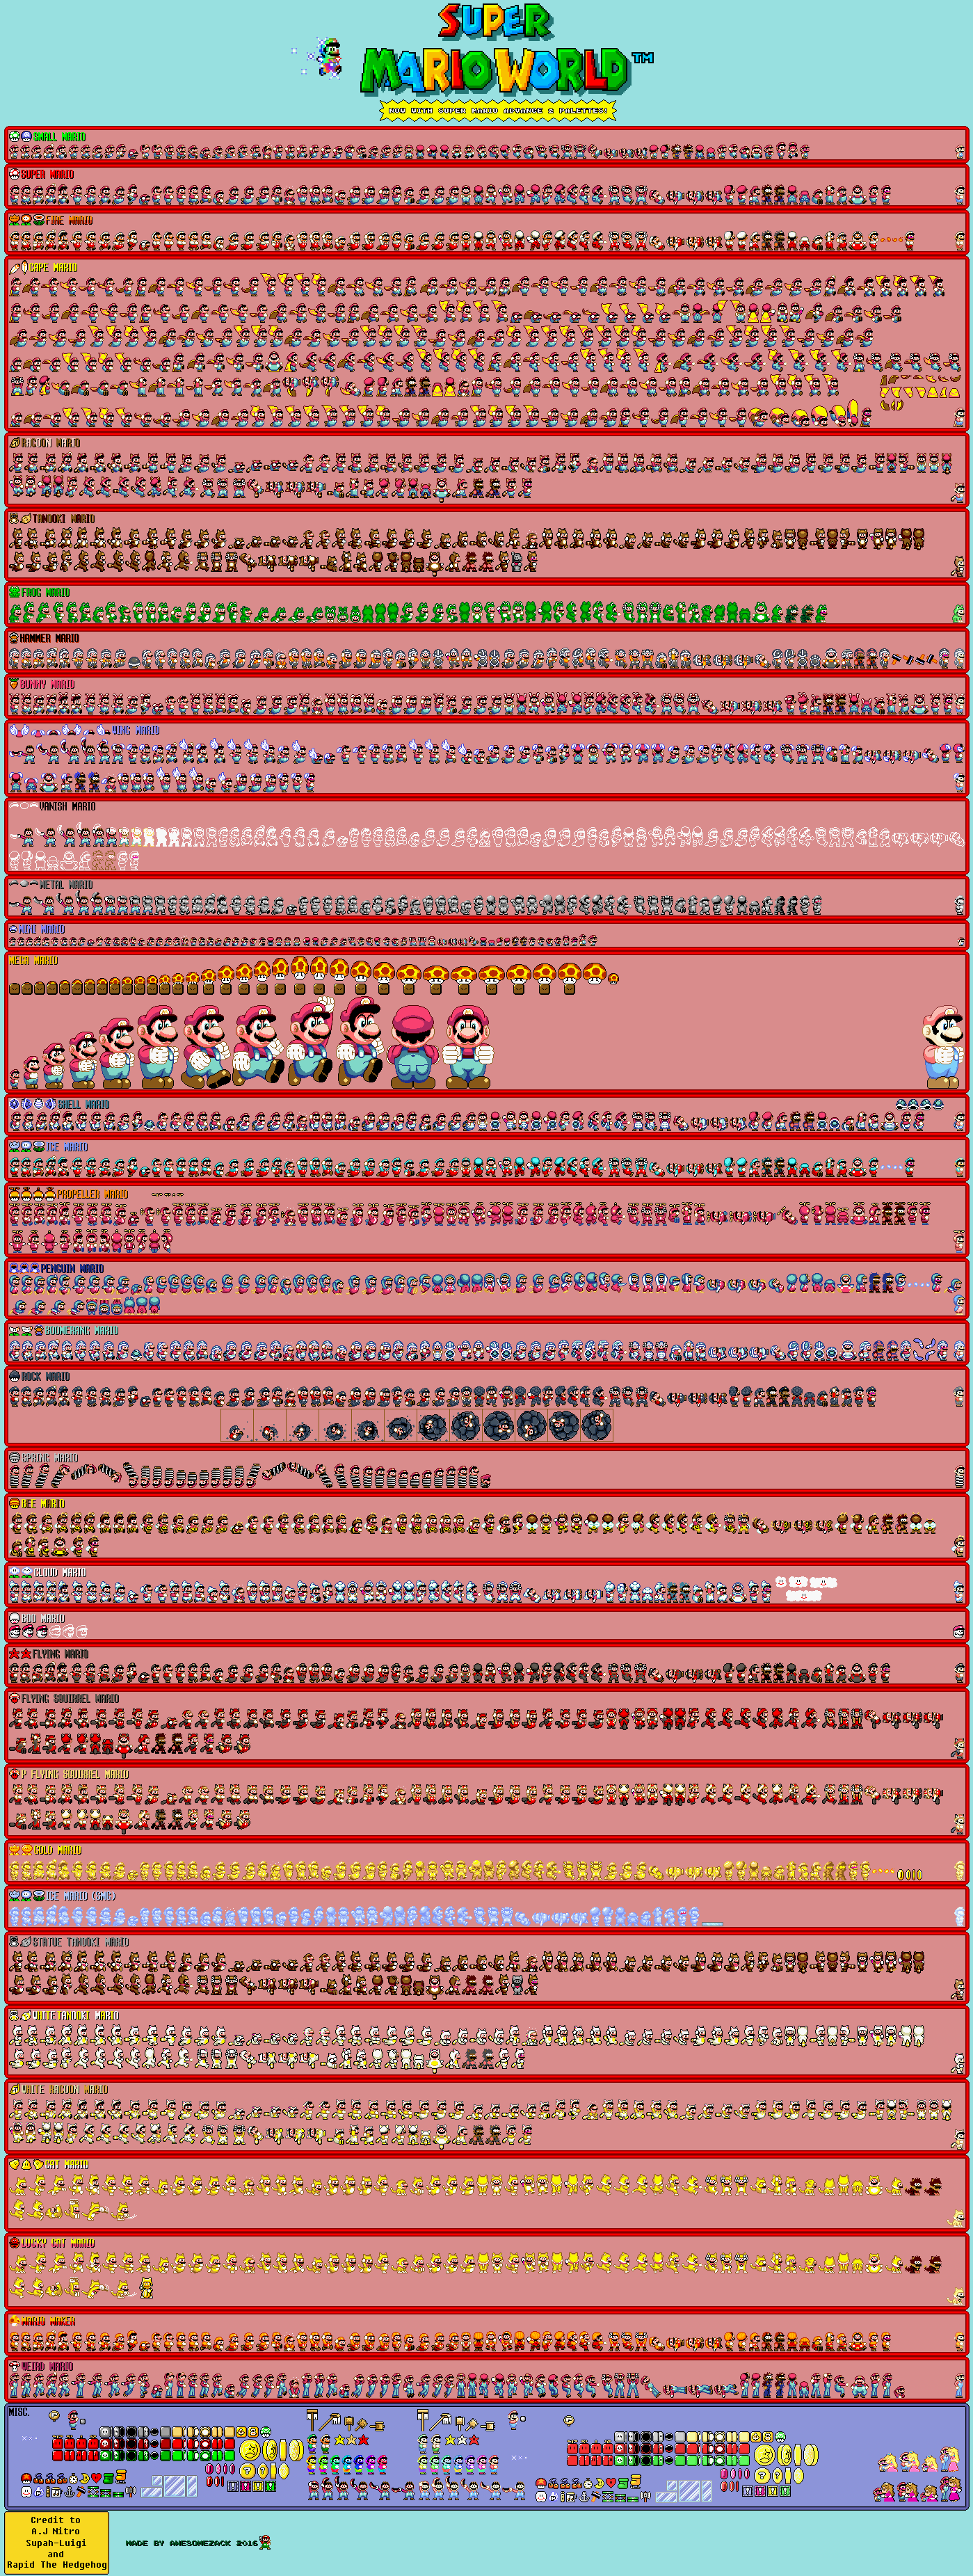 SUPER
MARIO WORLD™
NOW WITH SUPER MARIO ADVANCE 2 PALETTES!
SMALL MARIO
SUPER MARIO
FIRE MARIO
CAPE MARIO
RACOON MARIO
TANOOKI MARIO
FROG MARIO
HAMMER MARIO
BUNNY MARIO
WING MARIO
VANISH MARIO
METAL MARIO
MINI MARIO
MEGA MARIO
SHELL MARIO
ICE MARIO
PROPELLER MARIO
PENGUIN MARIO
BOOMERANG MARIO
ROCK MARIO
SPRING MARIO
BEE MARIO
CLOUD MARIO
BOO MARIO
FLYING MARIO
FLYING SQUIRREL MARIO
P FLYING SQUIRREL MARIO
GOLD MARIO
ICE MARIO (SMG)
STATUE TANOOKI MARIO
WHITE TANOOKI MARIO
WHITE RACOON MARIO
CAT MARIO
LUCKY CAT MARIO
MARIO MAKER
WEIRD MARIO
MISC.
Credit to
A.J Nitro
Supah-Luigi
and
Rapid The Hedgehog
MADE BY AWESOMEZACK 2016